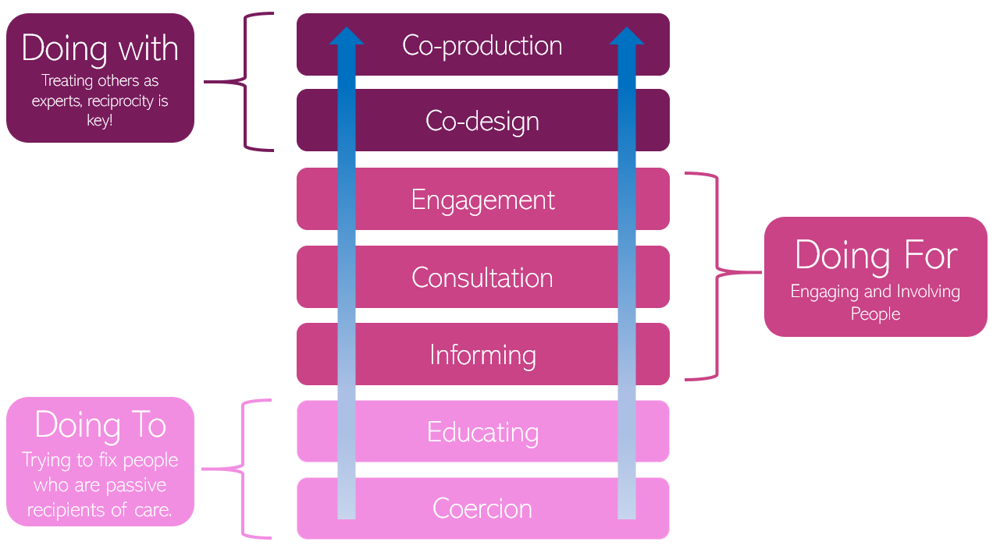 Doing with
Treating others as
experts, reciprocity is
key!
Co-production
Co-design
Engagement
Consultation
Informing
Doing For
Engaging and Involving
People
Doing To
Trying to fix people
who are passive
recipients of care.
Educating
Coercion